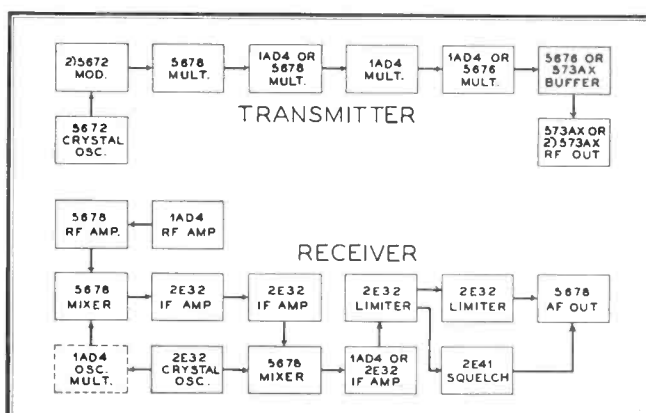 2)5672
MOD.
5678
MULT.
1AD4 OR
5678
MULT.
1AD4
MULT.
1AD4 OR
5676
MULT.
5676 OR
573AX
BUFFER
TRANSMITTER
5672
CRYSTAL
OSC.
573AX OR
2)573AX
RF OUT
5678
RF AMP.
1AD4
RF AMP
RECEIVER
5678
MIXER
2E32
IF AMP
2E32
IF AMP
2E32
LIMITER
2E32
LIMITER
5678
AF OUT
1AD4
OSC.
MULT.
2E32
CRYSTAL
OSC.
5678
MIXER
1AD4 OR
2E32
IF AMP.
2E41
SQUELCH